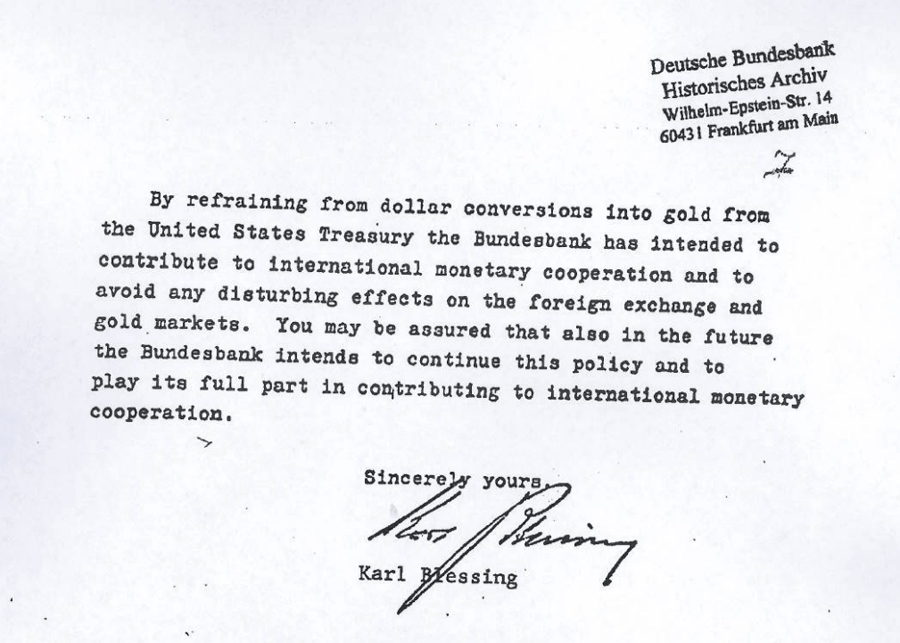 Deutsche Bundesbank
Historisches Archiv
Wilhelm-Epstein-Str. 14
60431 Frankfurt am Main
By refraining from dollar conversions into gold from
the United States Treasury the Bundesbank has intended to
contribute to international monetary cooperation and to
avoid any disturbing effects on the foreign exchange and
gold markets. You may be assured that also in the future
the Bundesbank intends to continue this policy and to
play its full part in contributing to international monetary
cooperation.
Sincerely yours,
Karl Blessing
Karl Blessing